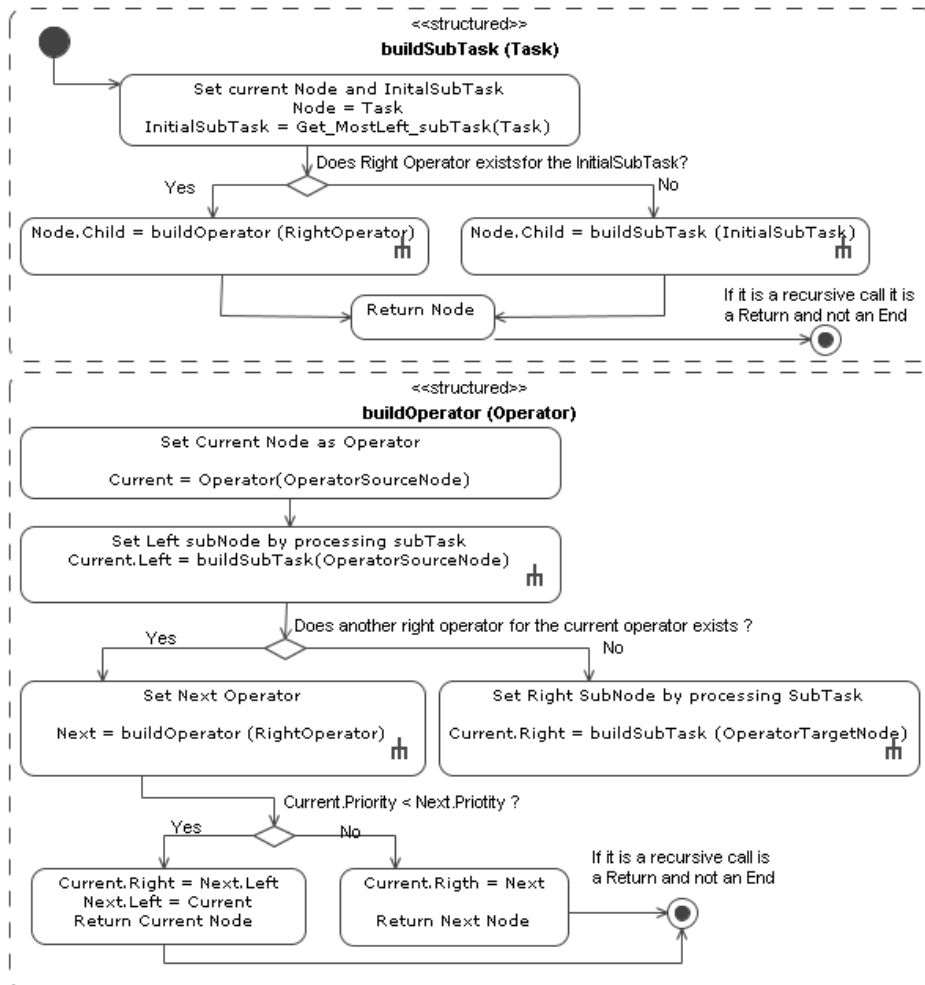 <<structured>>
buildSubTask (Task)
Set current Node and InitalSubTask
Node = Task
InitialSubTask = Get_MostLeft_subTask(Task)
Does Right Operator existsfor the InitialSubTask?
Yes
No
Node.Child = buildOperator (RightOperator)
Node.Child = buildSubTask (InitialSubTask)
Return Node
If it is a recursive call it is
a Return and not an End
<<structured>>
buildOperator (Operator)
Set Current Node as Operator
Current = Operator(OperatorSourceNode)
Set Left subNode by processing subTask
Current.Left = buildSubTask(OperatorSourceNode)
Does another right operator for the current operator exists ?
Yes
No
Set Next Operator
Next = buildOperator (RightOperator)
Set Right SubNode by processing SubTask
Current.Right = buildSubTask (OperatorTargetNode)
Current.Priority < Next.Priotity ?
Yes
No
Current.Right = Next.Left
Next.Left = Current
Return Current Node
Current.Rigth = Next
Return Next Node
If it is a recursive call is
a Return and not an End